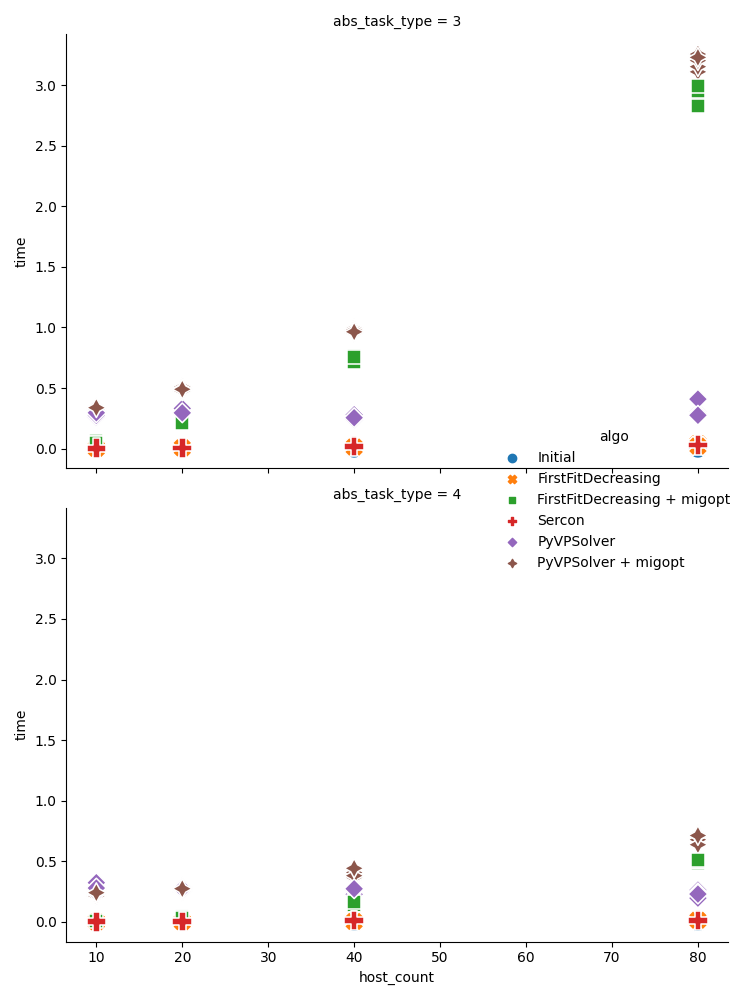 abs_task_type = 3
3.0
2.5
2.0
1.5
1.0
0.5
0.0
time
algo
Initial
FirstFitDecreasing
FirstFitDecreasing + migopt
Sercon
PyVPSolver
PyVPSolver + migopt
abs_task_type = 4
3.0
2.5
2.0
1.5
1.0
0.5
0.0
time
10 20 30 40 50 60 70 80
host_count